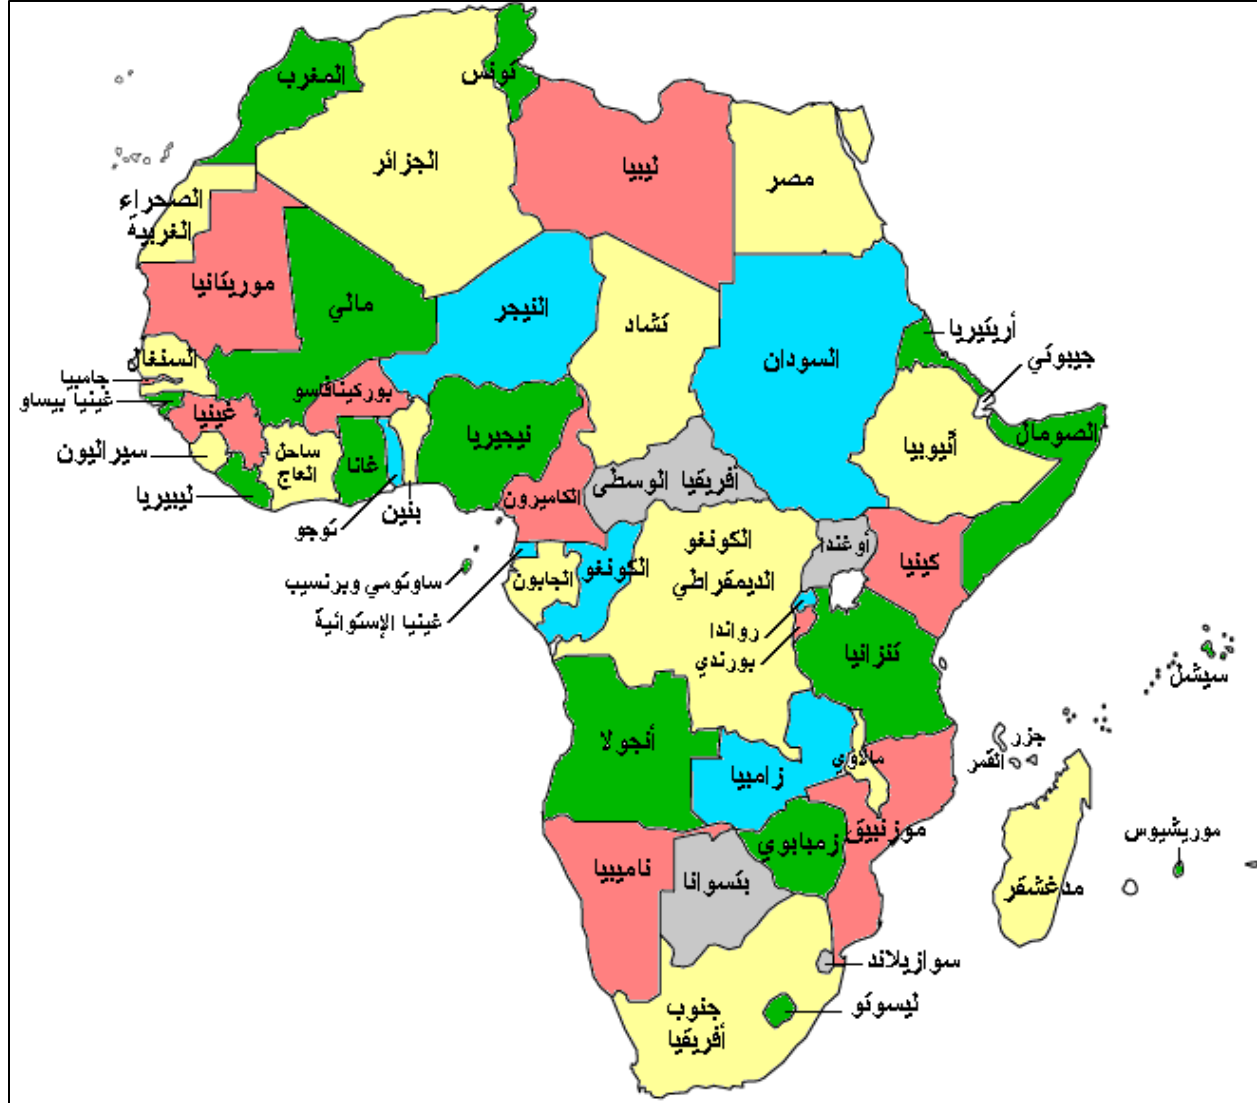 المغرب
تونس
الجزائر
ليبيا
مصر
الصحراء
الغربية
موريتانيا
مالي
النيجر
تشاد
السودان
أريتيريا
جيبوتي
السنغال
جامبيا
غينيا بيساو
غينيا
بوركينافاسو
سيراليون
ليبيريا
ساحل
العاج
غانا
توجو
بنين
نيجيريا
الكاميرون
أفريقيا الوسطى
أثيوبيا
الصومال
ساوتومي وبرنسيب
غينيا الإستوائية
الجابون
الكونغو
الكونغو
الديمقراطي
أوغندا
كينيا
رواندا
بورندي
تنزانيا
سيشل
أنجولا
زامبيا
مالاوي
جزر
القمر
موزنبيق
زمبابوي
ناميبيا
بتسوانا
مدغشقر
موريشيوس
سوازيلاند
ليسوتو
جنوب
أفريقيا